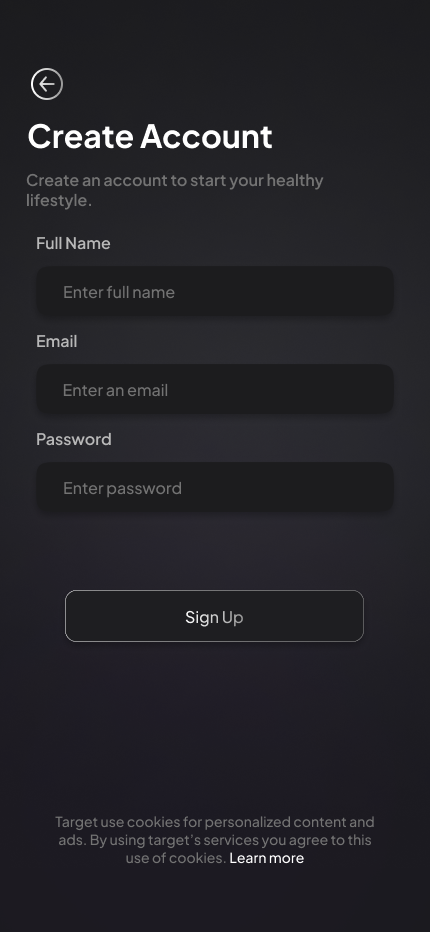 Create Account
Create an account to start your healthy
lifestyle.
Full Name
Enter full name
Email
Enter an email
Password
Enter password
Sign Up
Target use cookies for personalized content and
ads. By using target's services you agree to this
use of cookies. Learn more